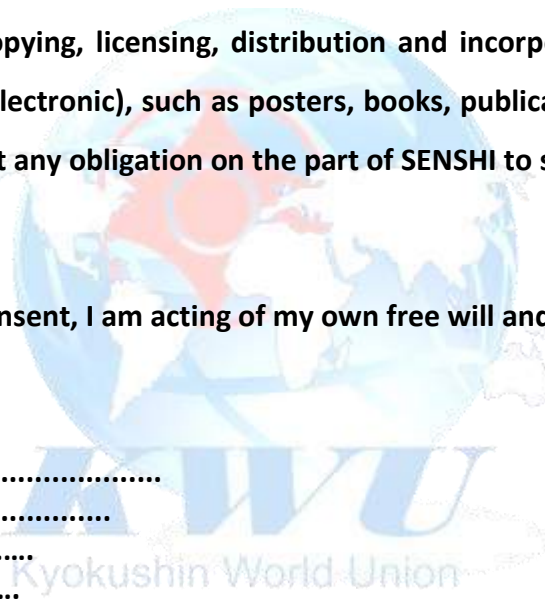 opying, licensing, distribution and incorp
lectronic), such as posters, books, publica
t any obligation on the part of SENSHI to s
nsent, I am acting of my own free will and
....................
..............
.....
...
KWU
Kyokushin World Union